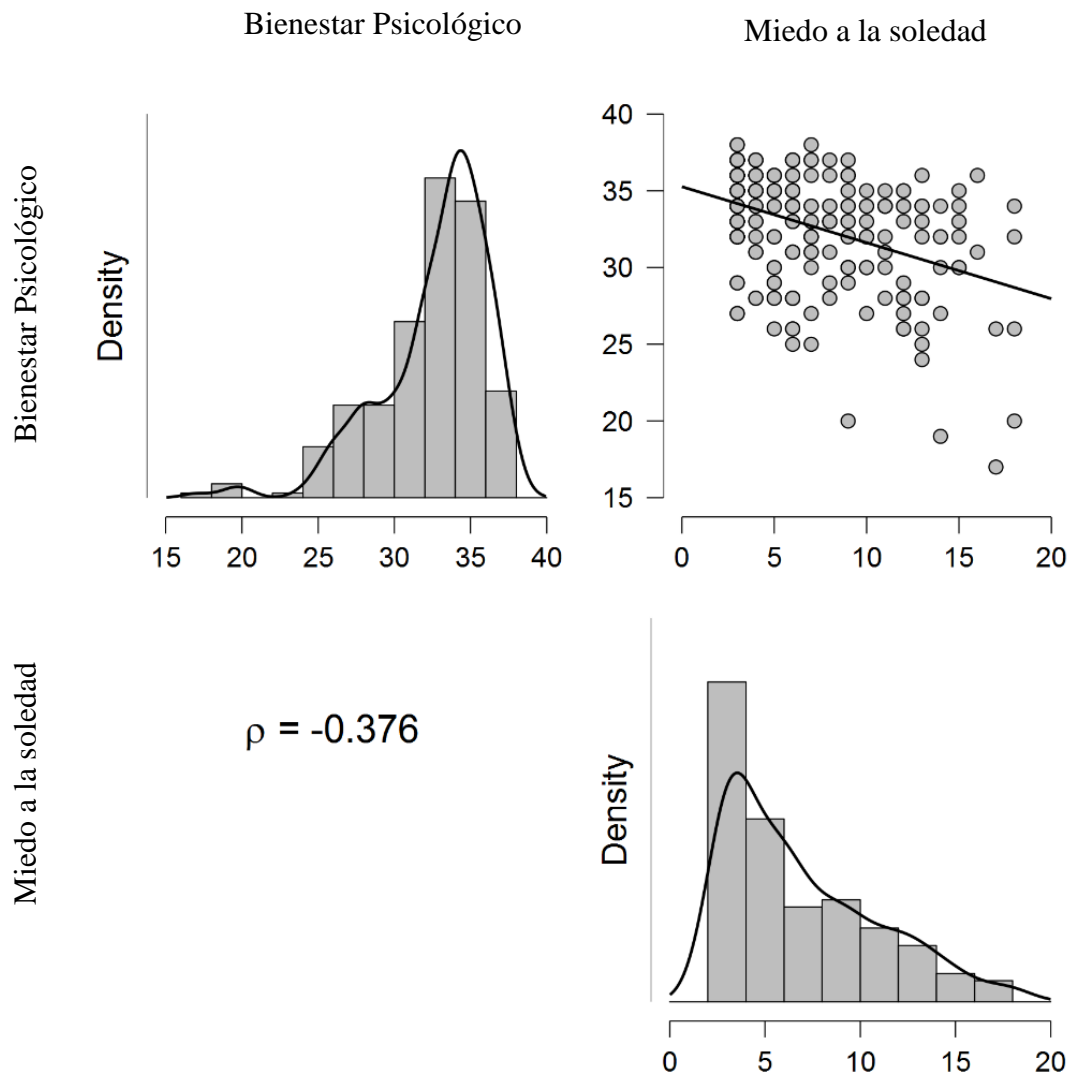 Bienestar Psicológico
Miedo a la soledad
Bienestar Psicológico
Density
15 20 25 30 35 40
40
35
30
25
20
15
0 5 10 15 20
Miedo a la soledad
ρ = -0.376
Density
0 5 10 15 20